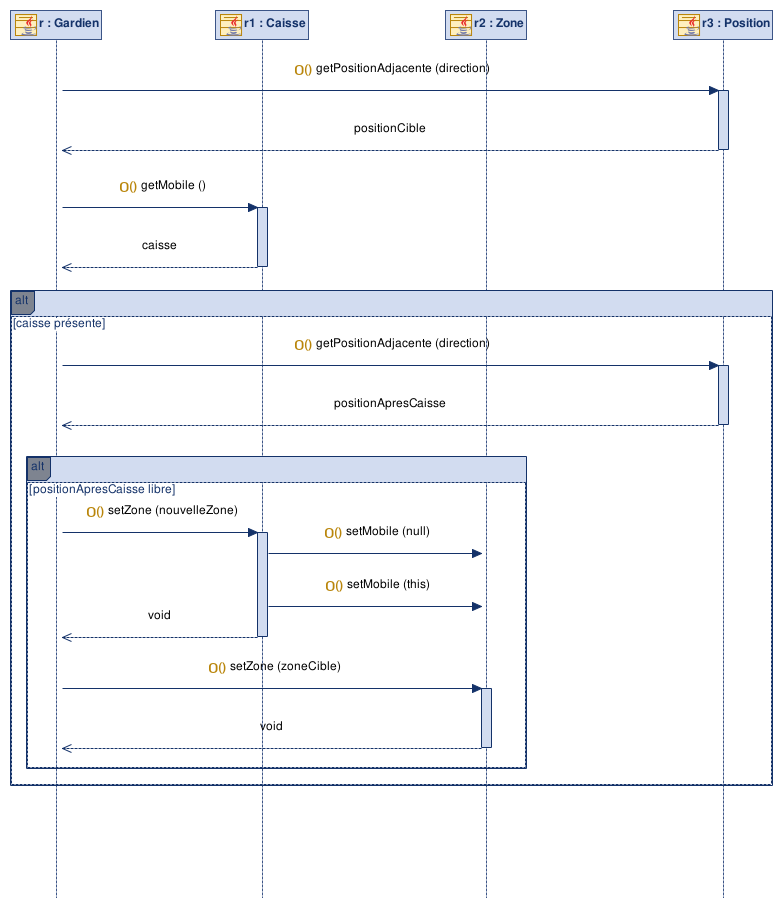 r : Gardien
r1 : Caisse
r2 : Zone
r3 : Position
O() getPositionAdjacente (direction)
positionCible
O() getMobile ()
caisse
alt
[caisse présente]
O() getPositionAdjacente (direction)
positionApresCaisse
alt
[positionApresCaisse libre]
O() setZone (nouvelleZone)
O() setMobile (null)
O() setMobile (this)
void
O() setZone (zoneCible)
void